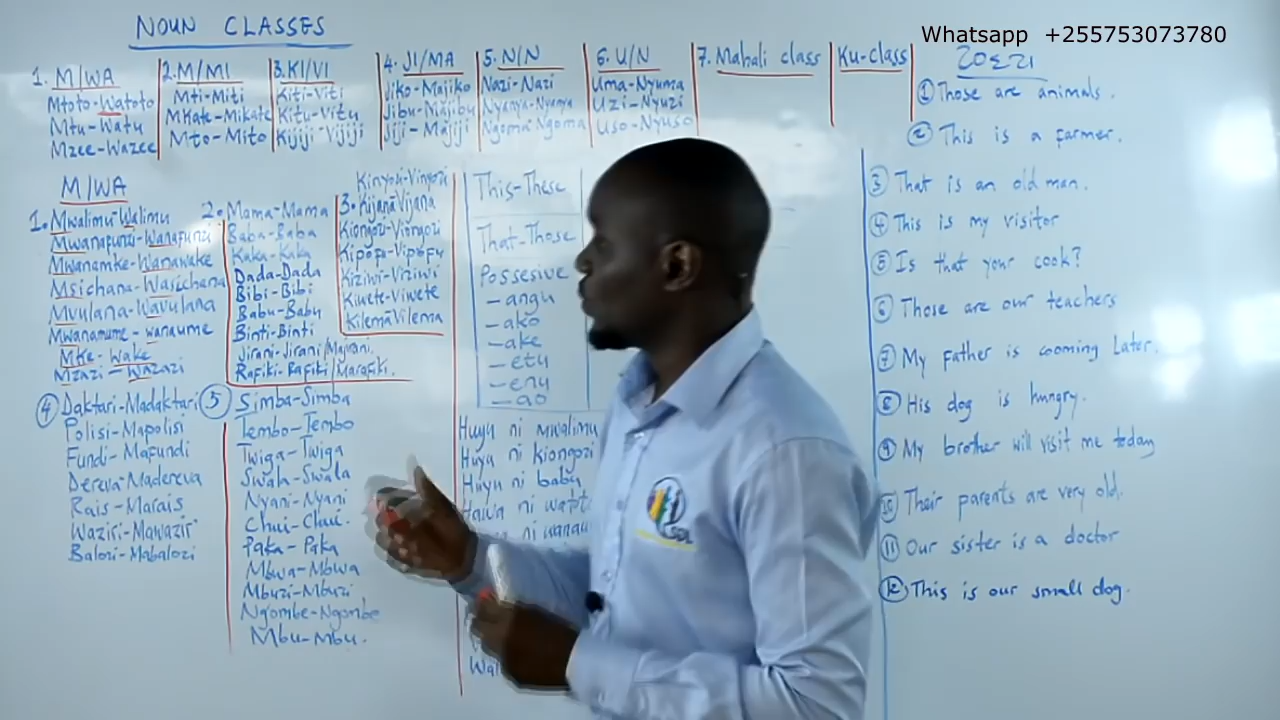 NOUN CLASSES
Whatsapp +255753073780
1. M/WA
Mtoto-Watoto
Mtu-Watu
Mzee-Wazee
2. M/MI
Mti-Miti
Mkate-Mikate
Mto-Mito
3. KI/VI
Kiti-Viti
Kitu-Vitu
Kijiji-Vijiji
4. JI/MA
Jiko-Majiko
Jibu-Majibu
Jiji-Majiji
5. N/N
Nazi-Nazi
Nyanya-Nyanya
Ngoma-Ngoma
6. U/N
Uma-Nyuma
Uzi-Nyuzi
Uso-Nyuso
7. Mahali class
Ku-class
M/WA
1. Mwalimu-Walimu
Mwanafunzi-Wanafunzi
Mwanamke-Wanawake
Msichana-Wasichana
Mvulana-Wavulana
Mwanamume-wanaume
Mke-Wake
Mzazi-Wazazi
2. Mama-Mama
Baba-Baba
Kaka-Kaka
Dada-Dada
Bibi-Bibi
Babu-Babu
Binti-Binti
Jirani-Jirani/Majirani.
Rafiki-Rafiki/Marafiki.
Kinyozi-Vinyozi
3. Kijana Vijana
Kiongozi-Viongozi
Kipofu-Vipofu
Kiziwi-Viziwi
Kiwete-Viwete
Kilema Vilema
4 Daktari-Madaktari
Polisi-Mapolisi
Fundi-Mafundi
Dereva-Madereva
Rais-Marais
Waziri-Mawaziri
Balozi-Mabalozi
5 Simba-Simba
Tembo-Tembo
Twiga-Twiga
Swala-Swala
Nyani-Nyani
Chui-Chui.
Paka-Paka
Mbwa-Mbwa
Mbuzi-Mbuzi
Ngombe-Ngombe
Mbu-Mbu.
This-These
That-Those
Possesive
-angu
-ako
-ake
-etu
-enu
-ao
Huyu ni mwalimu
Huyu ni kiongozi
Huyu ni babu
Hawa ni
ni
ZOEZI
1 Those are animals.
2 This is a farmer.
3 That is an old man.
4 This is my visitor
5 Is that your cook?
6 Those are our teachers
7 My father is cooming Later.
8 His dog is hungry.
9 My brother will visit me today
10 Their parents are very old.
11 Our sister is a doctor
12 This is our small dog.